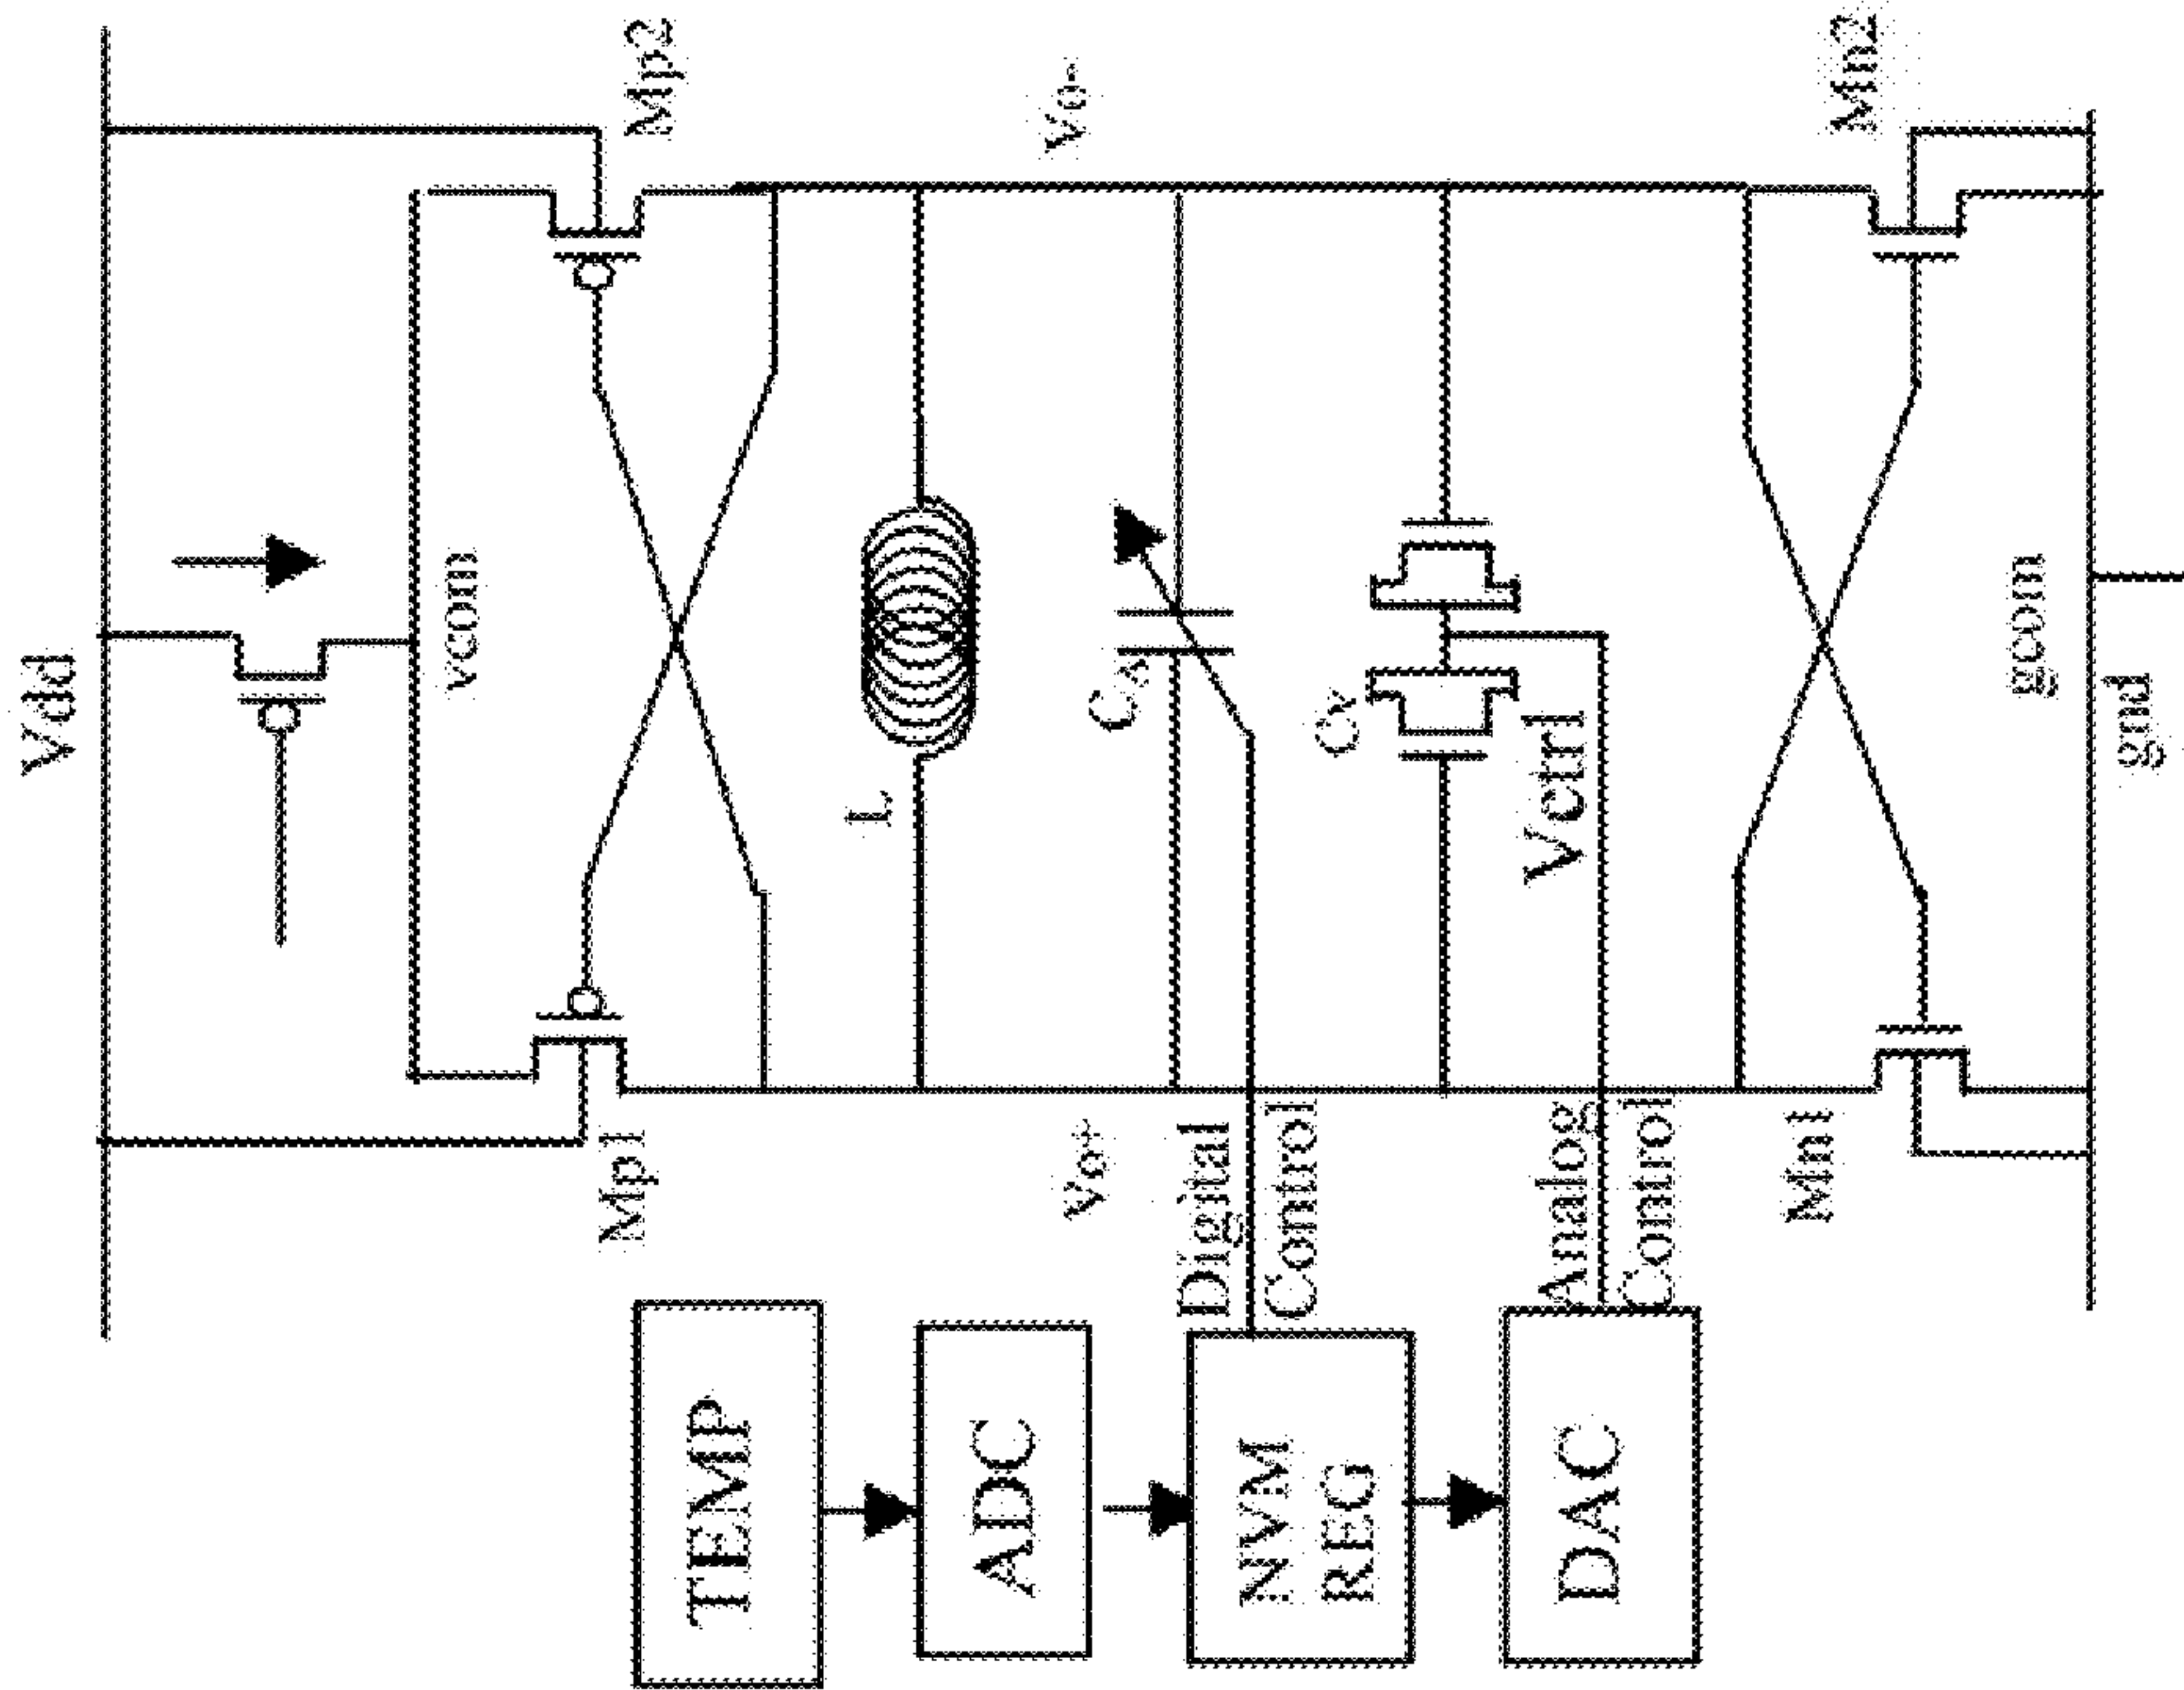 Vdd
vcom
Mp1
Mp2
L
Vo+
Vo-
CA
Digital
Control
CV
Vctrl
Analog
Control
Mn1
Mn2
gcom
gnd
TEMP
ADC
NVM
REG
DAC